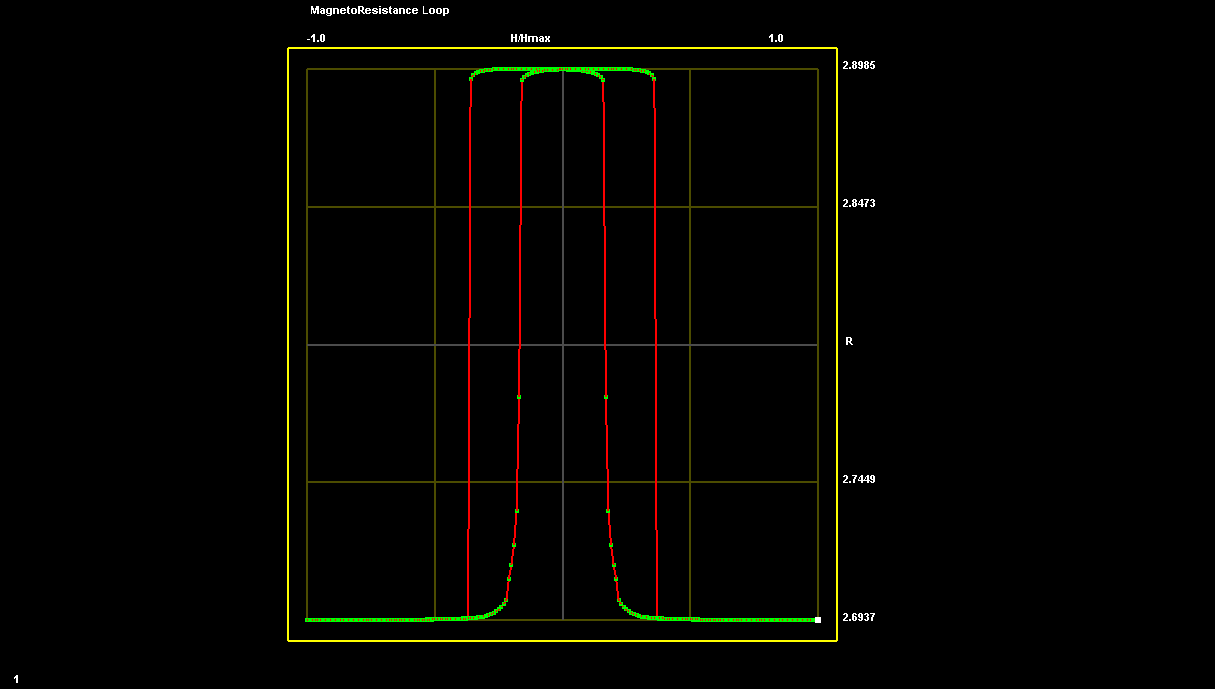 MagnetoResistance Loop
-1.0 H/Hmax 1.0
2.8985
2.8473
R
2.7449
2.6937
1